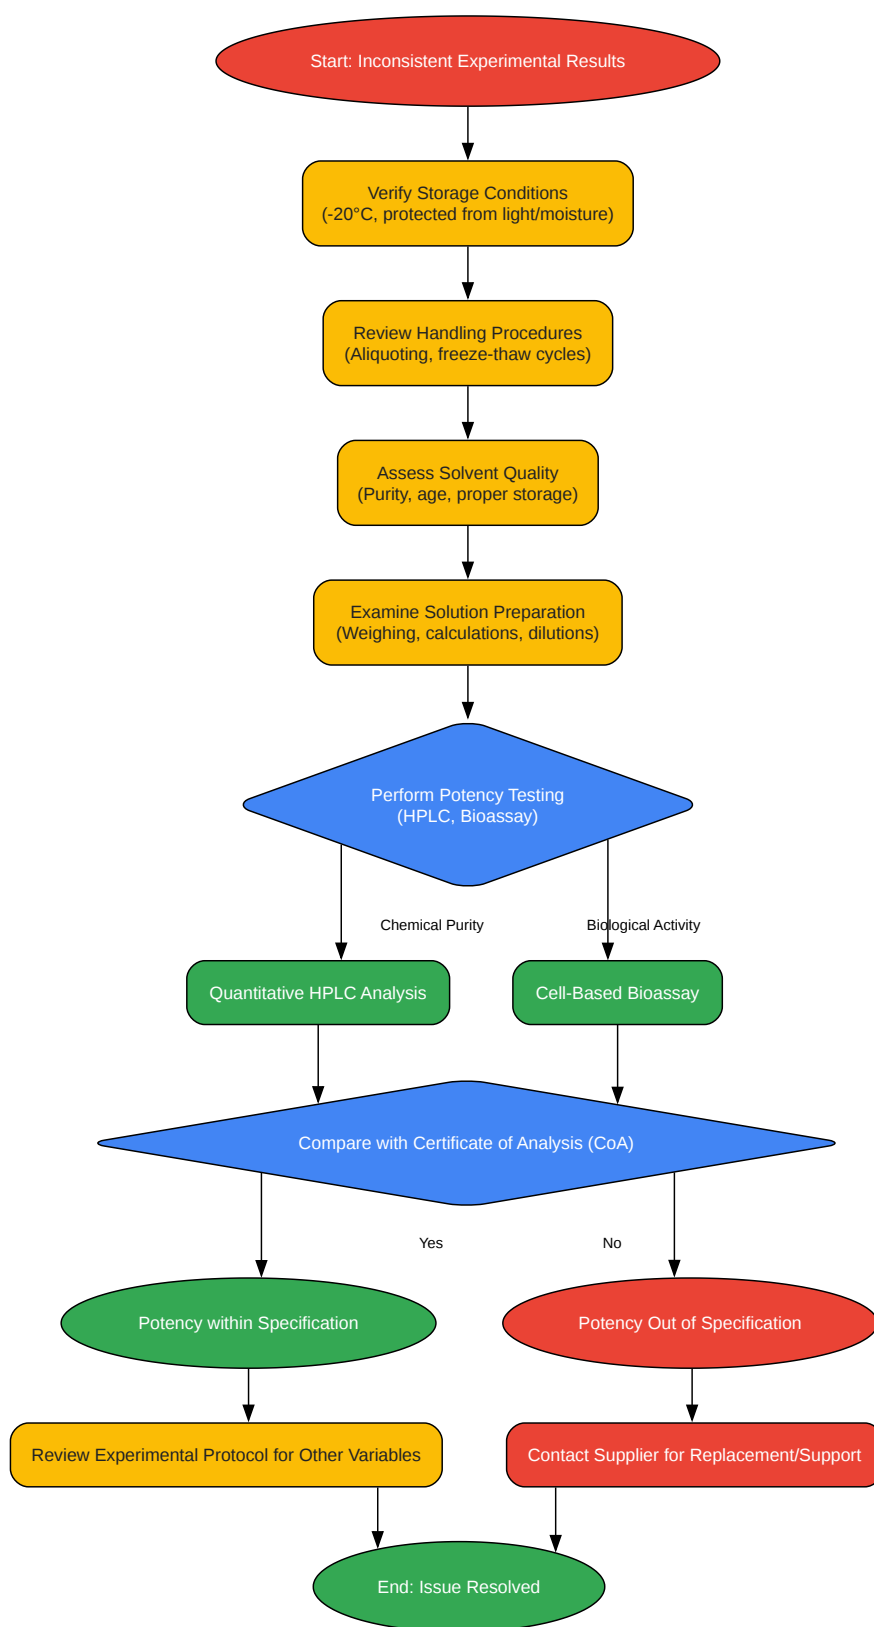 Start: Inconsistent Experimental Results
Verify Storage Conditions
(-20°C, protected from light/moisture)
Review Handling Procedures
(Aliquoting, freeze-thaw cycles)
Assess Solvent Quality
(Purity, age, proper storage)
Examine Solution Preparation
(Weighing, calculations, dilutions)
Perform Potency Testing
(HPLC, Bioassay)
Chemical Purity
Biological Activity
Quantitative HPLC Analysis
Cell-Based Bioassay
Compare with Certificate of Analysis (CoA)
Yes
No
Potency within Specification
Potency Out of Specification
Review Experimental Protocol for Other Variables
Contact Supplier for Replacement/Support
End: Issue Resolved